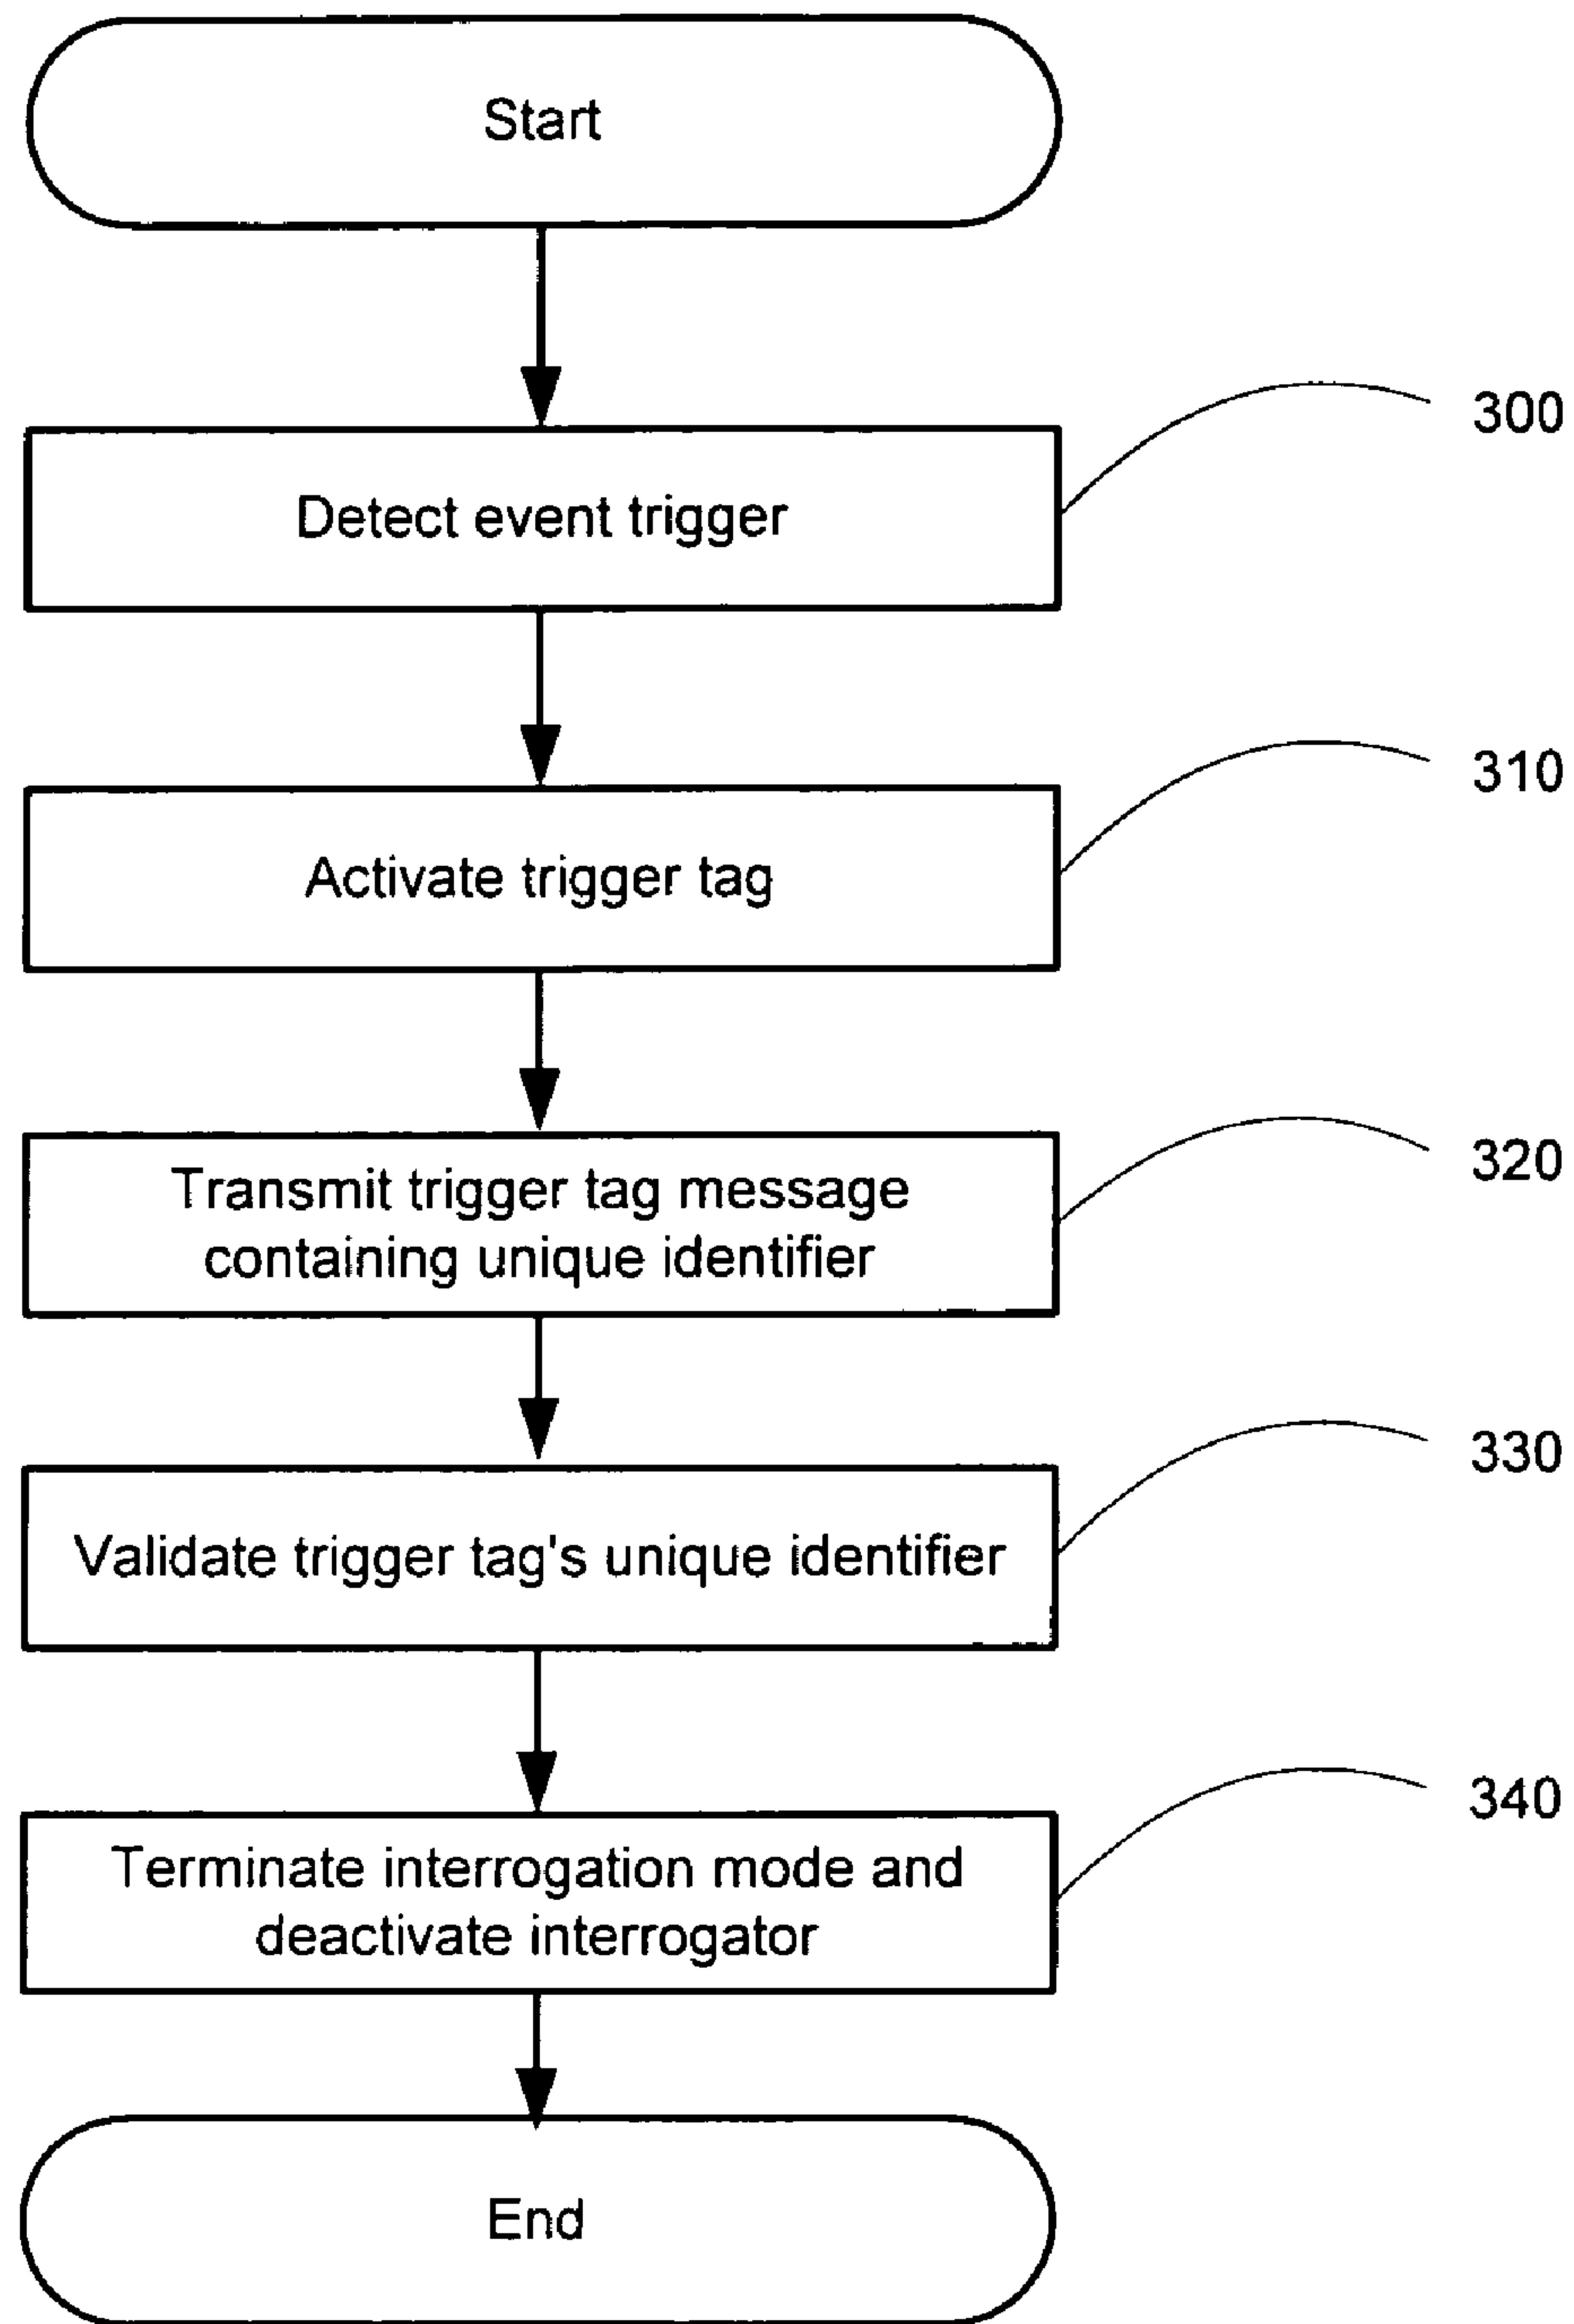 Start
300
Detect event trigger
310
Activate trigger tag
320
Transmit trigger tag message
containing unique identifier
330
Validate trigger tag's unique identifier
340
Terminate interrogation mode and
deactivate interrogator
End